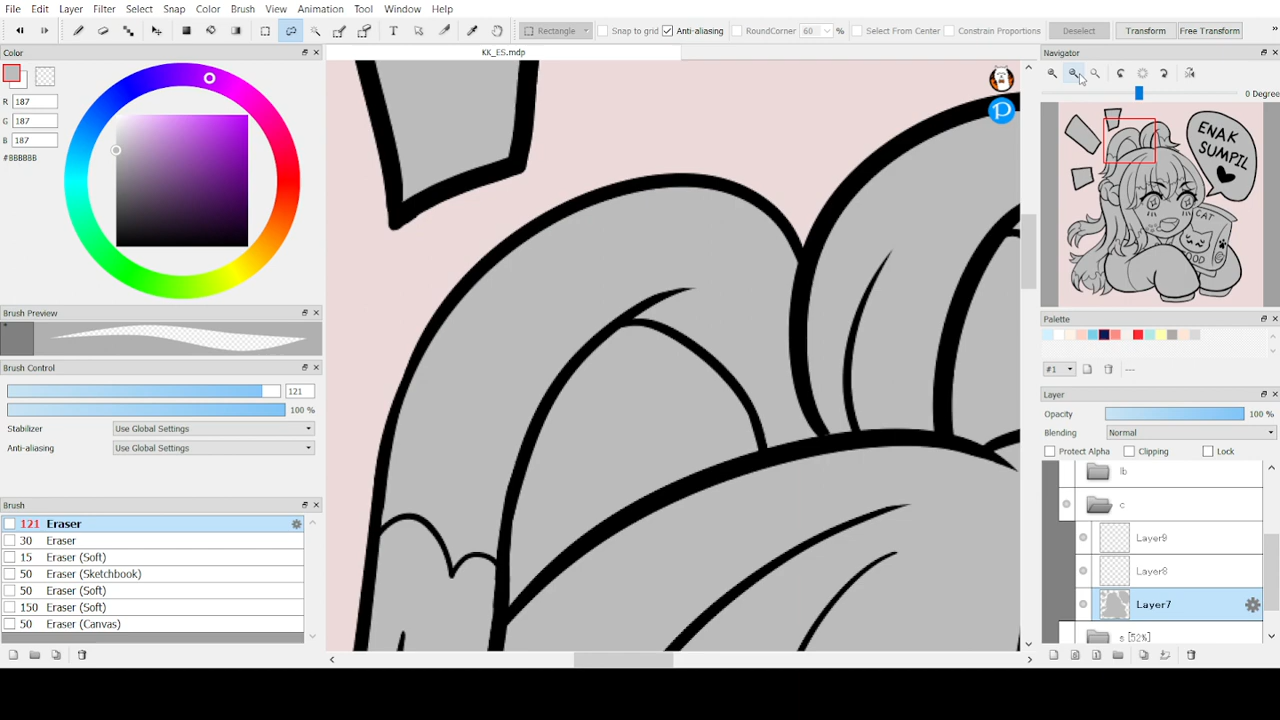 File Edit Layer Filter Select Snap Color Brush View Animation Tool Window Help
T Rectangle Snap to grid Anti-aliasing RoundCorner 60 % Select From Center Constrain Proportions Deselect Transform Free Transform
Color
KK_ES.mdp
Navigator
R 187
G 187
B 187
#BBBBBB
0 Degree
ENAK
SUMPIL
CAT
Brush Preview
Palette
Brush Control
#1 ---
121
100 %
Stabilizer Use Global Settings
Anti-aliasing Use Global Settings
Layer
Opacity 100 %
Blending Normal
Protect Alpha Clipping Lock
lb
c
Layer9
Layer8
Layer7
s [52%]
Brush
121 Eraser
30 Eraser
15 Eraser (Soft)
50 Eraser (Sketchbook)
50 Eraser (Soft)
150 Eraser (Soft)
50 Eraser (Canvas)